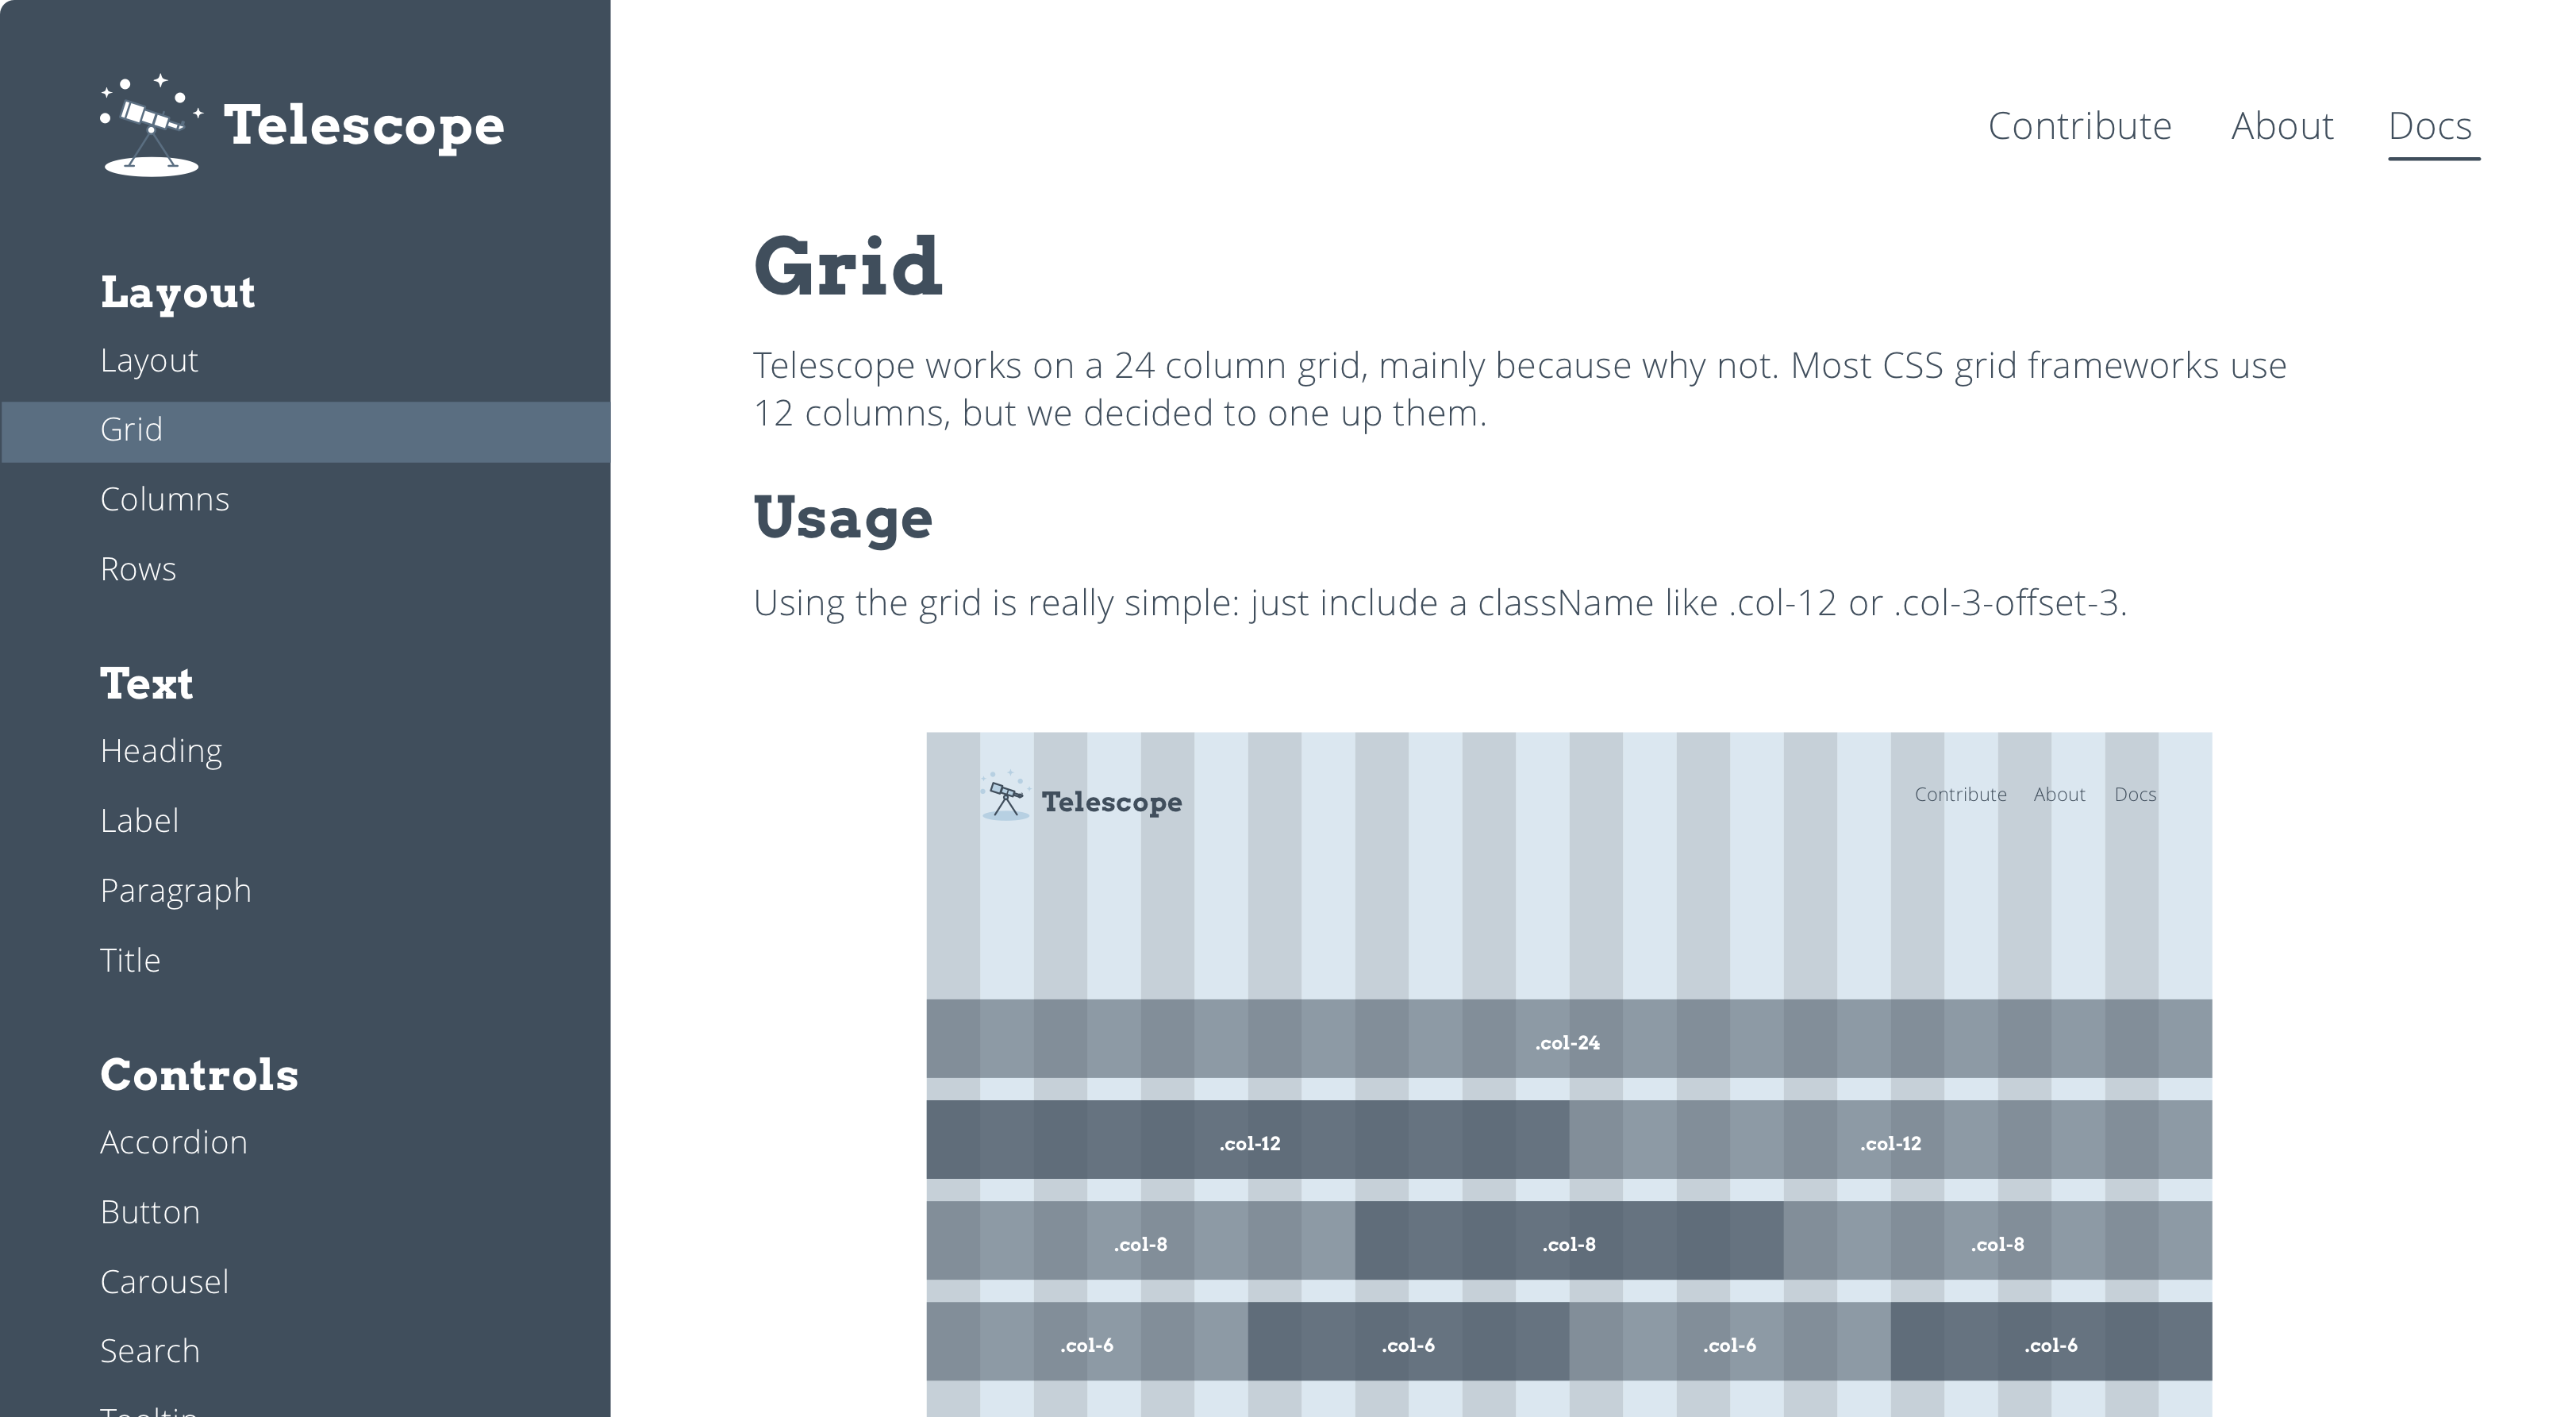 Telescope
Layout
Layout
Grid
Columns
Rows
Text
Heading
Label
Paragraph
Title
Controls
Accordion
Button
Carousel
Search
Tooltip
Contribute About Docs
Grid
Telescope works on a 24 column grid, mainly because why not. Most CSS grid frameworks use
12 columns, but we decided to one up them.
Usage
Using the grid is really simple: just include a className like .col-12 or .col-3-offset-3.
Telescope Contribute About Docs
.col-24
.col-12 .col-12
.col-8 .col-8 .col-8
.col-6 .col-6 .col-6 .col-6